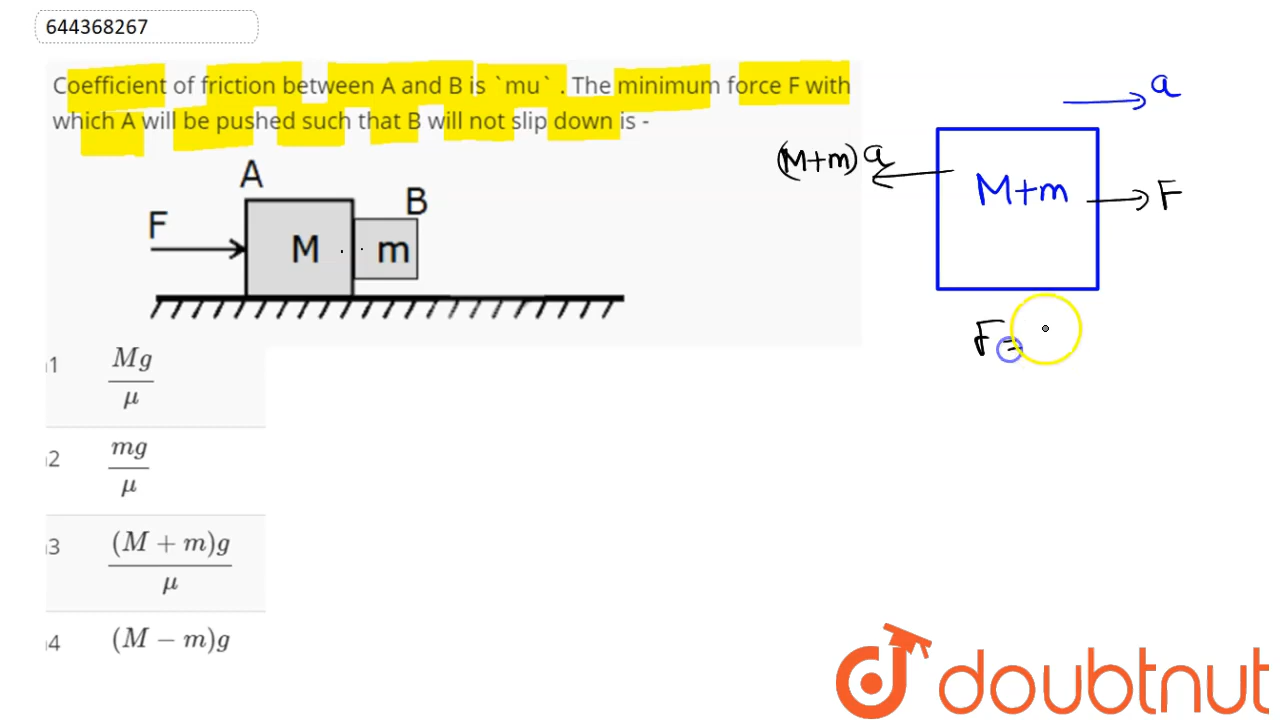 644368267
Coefficient of friction between A and B is `mu` . The minimum force F with
which A will be pushed such that B will not slip down is -
A
B
F
M
m
a
(M+m)a
M+m
F
F =
1
Mg
μ
2
mg
μ
3
(M + m)g
μ
4
(M − m)g
doubtnut